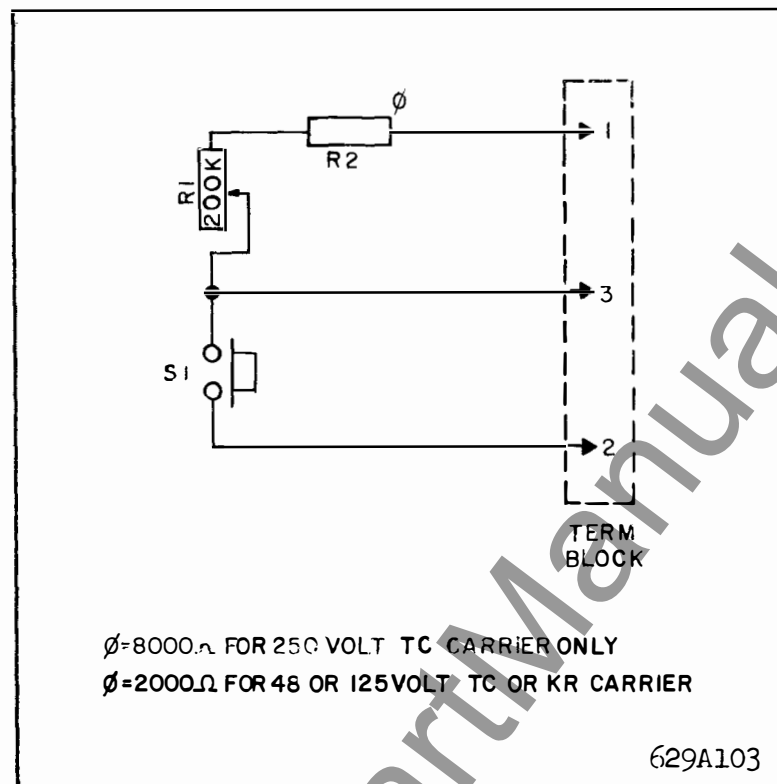 Ø
R2
1
R1
200K
3
S1
2
TERM
BLOCK
Ø=8000Ω FOR 250 VOLT TC CARRIER ONLY
Ø=2000Ω FOR 48 OR 125 VOLT TC OR KR CARRIER
629A103
artManual